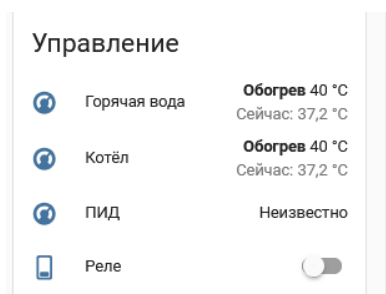 Управление
Горячая вода
Обогрев 40 °C
Сейчас: 37,2 °C
Котёл
Обогрев 40 °C
Сейчас: 37,2 °C
ПИД
Неизвестно
Реле